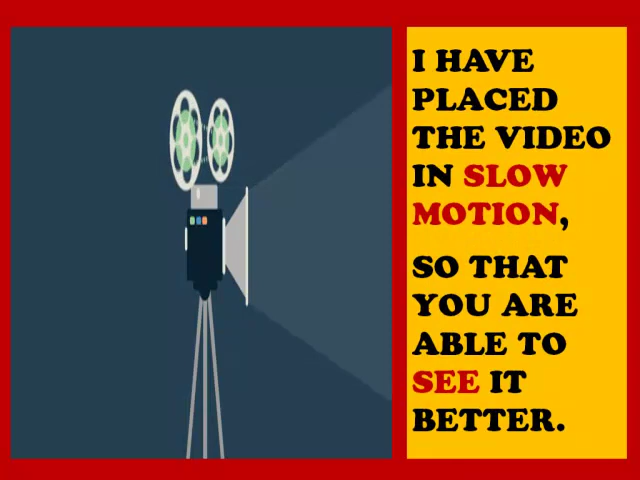 I HAVE
PLACED
THE VIDEO
IN SLOW
MOTION,
SO THAT
YOU ARE
ABLE TO
SEE IT
BETTER.